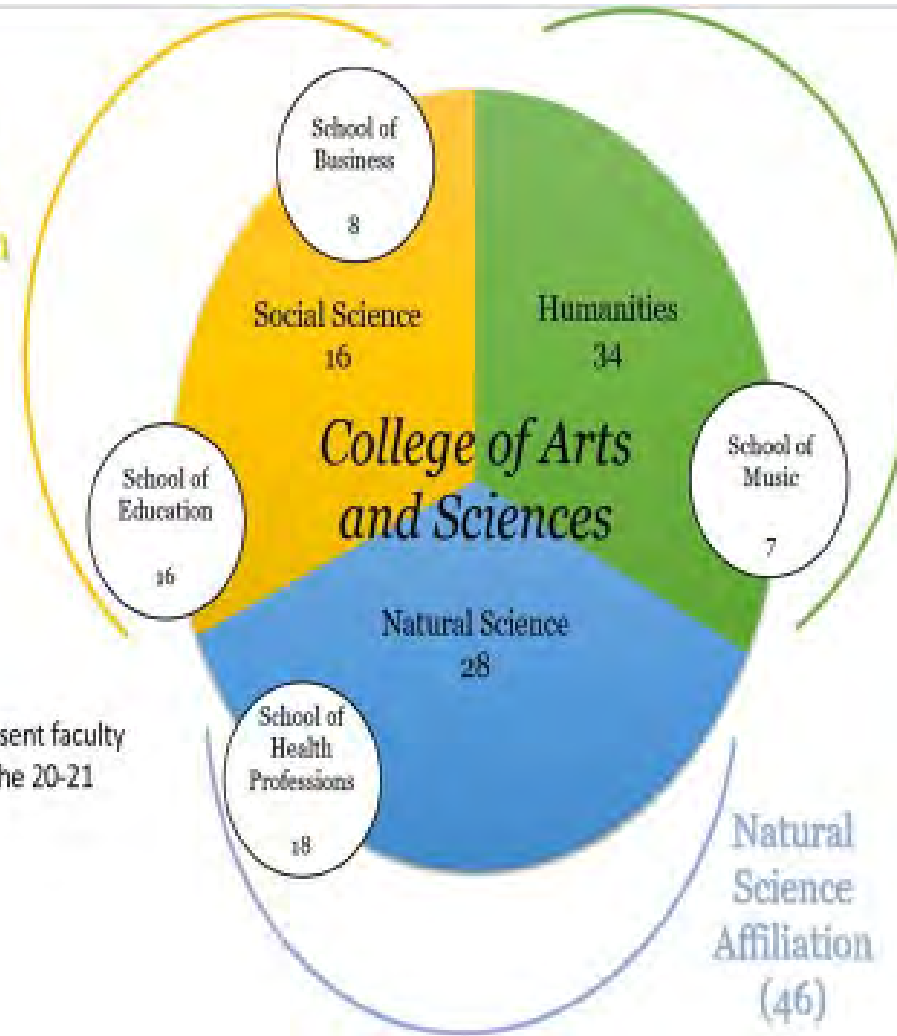 School of
Business
8
Social Science
16
Humanities
34
College of Arts
and Sciences
School of
Education
16
School of
Music
7
Natural Science
28
School of
Health
Professions
18
sent faculty
he 20-21
Natural
Science
Affiliation
(46)